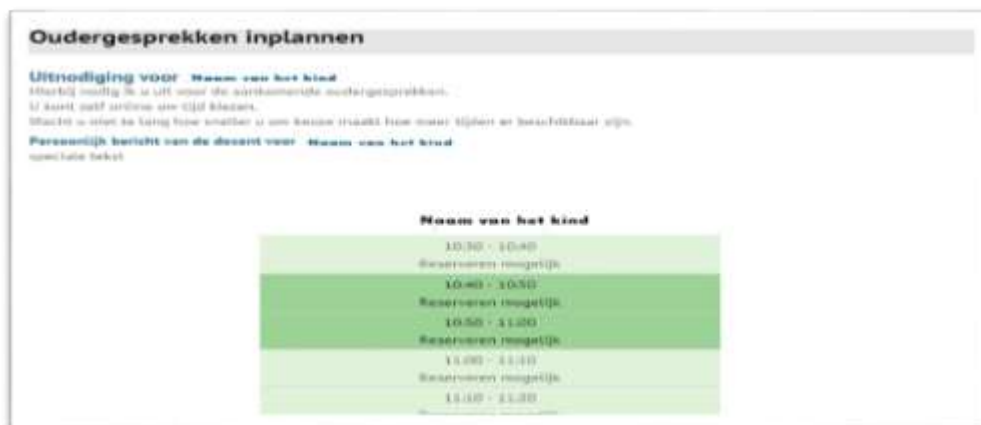 Oudergesprekken inplannen
Uitnodiging voor Naam van het kind
Hierbij nodig ik u uit voor de aankomende oudergesprekken.
U kunt zelf online uw tijd kiezen.
Wacht u niet te lang hoe sneller u uw keuze maakt hoe meer tijden er beschikbaar zijn.
Persoonlijk bericht van de docent voor Naam van het kind
speciale tekst
Naam van het kind
10:30 - 10:40
Reserveren mogelijk
10:40 - 10:50
Reserveren mogelijk
10:50 - 11:00
Reserveren mogelijk
11:00 - 11:10
Reserveren mogelijk
11:10 - 11:20